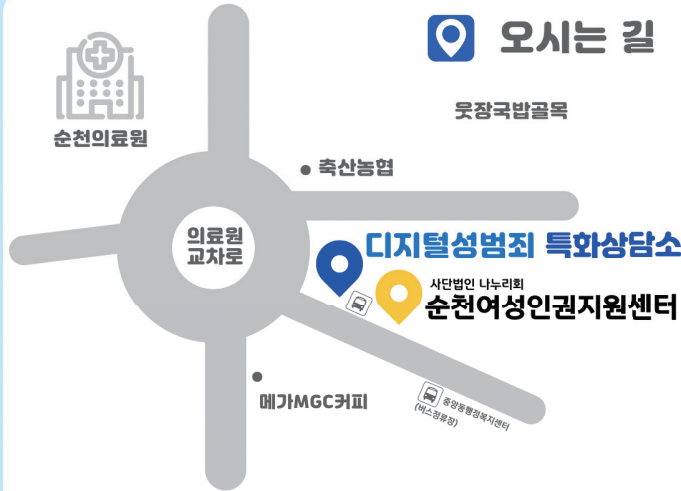 오시는 길
순천의료원
웃장국밥골목
축산농협
의료원
교차로
디지털성범죄 특화상담소
사단법인 나누리회
순천여성인권지원센터
메가MGC커피
중앙동행정복지센터
(버스정류장)